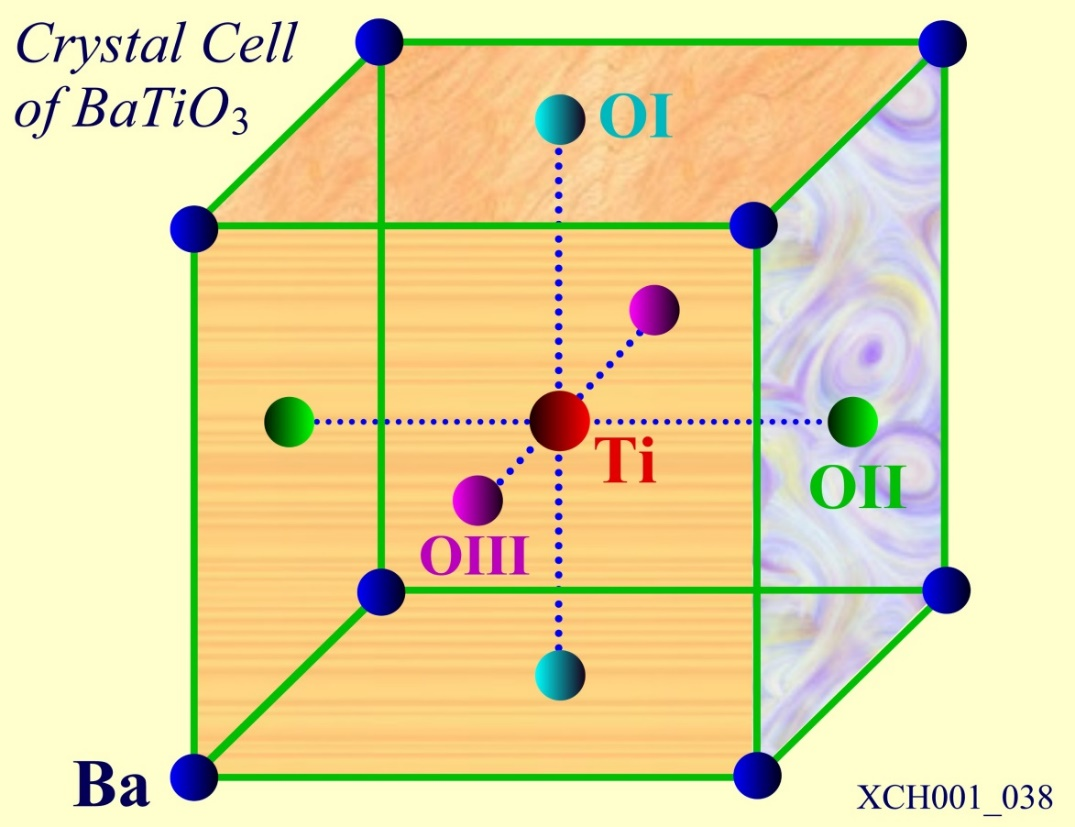 Crystal Cell
of BaTiO₃
OI
Ti
OII
OIII
Ba
XCH001_038